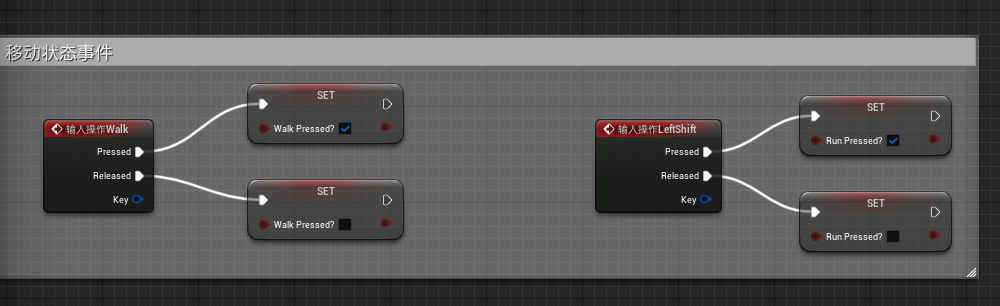 移动状态事件
输入操作Walk
Pressed
Released
Key
SET
Walk Pressed?
SET
Walk Pressed?
输入操作LeftShift
Pressed
Released
Key
SET
Run Pressed?
SET
Run Pressed?